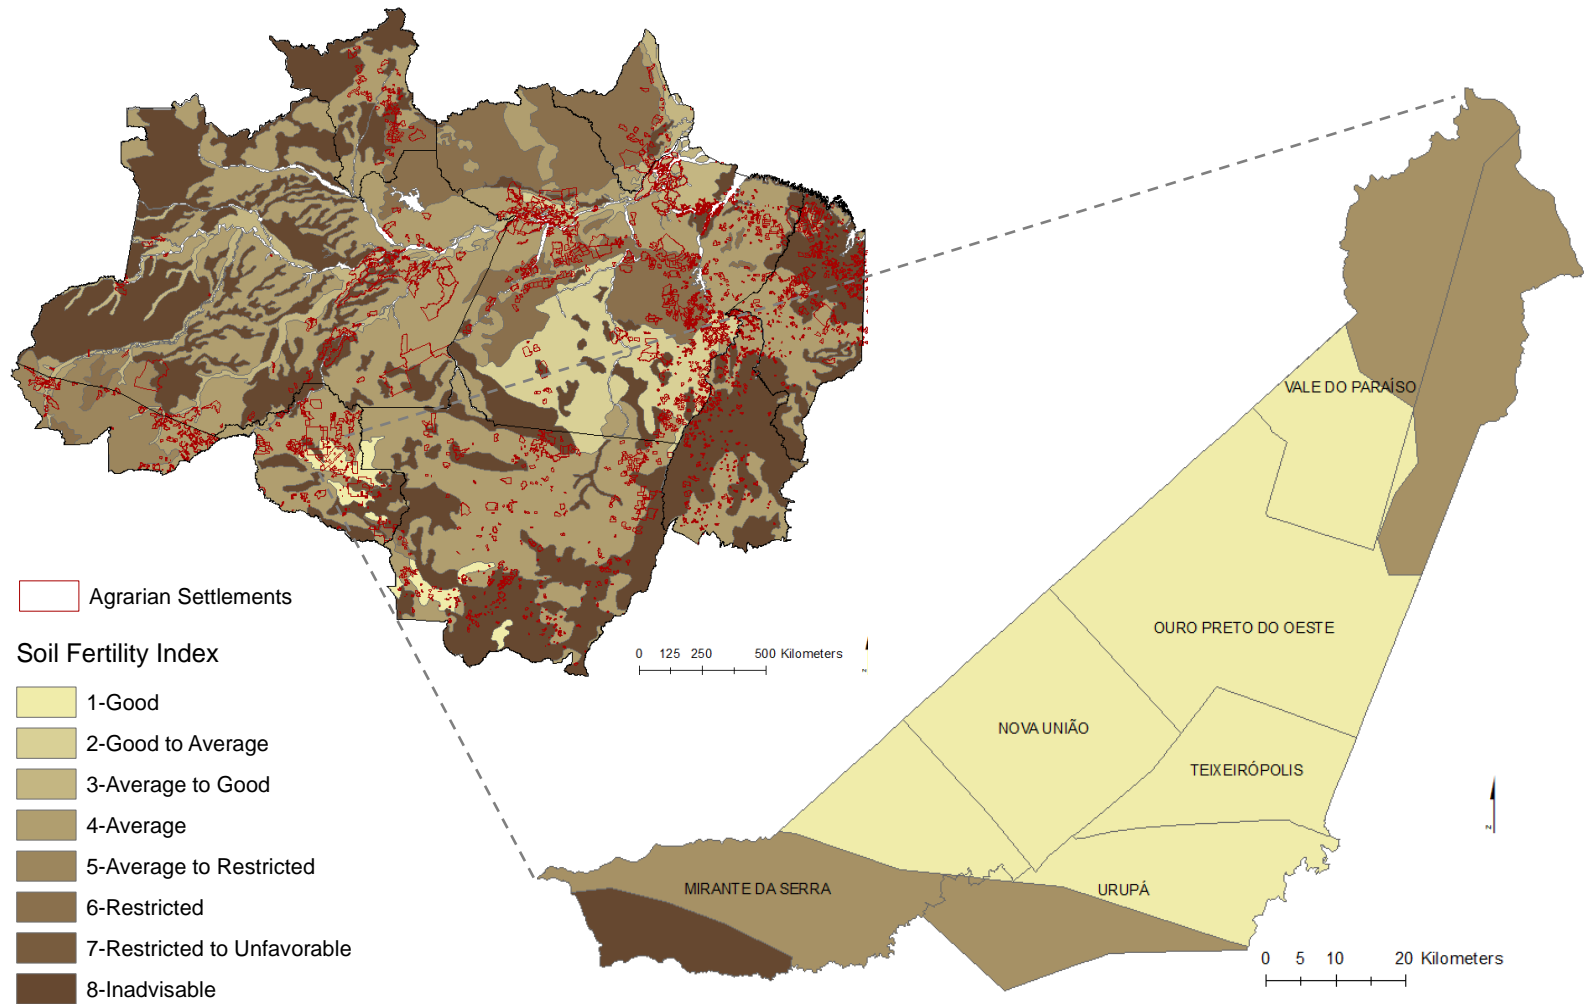 VALE DO PARAÍSO
Agrarian Settlements
Soil Fertility Index
1-Good
2-Good to Average
3-Average to Good
4-Average
5-Average to Restricted
6-Restricted
7-Restricted to Unfavorable
8-Inadvisable
0 125 250 500 Kilometers
N
OURO PRETO DO OESTE
NOVA UNIÃO
TEIXEIRÓPOLIS
N
MIRANTE DA SERRA
URUPÁ
0 5 10 20 Kilometers